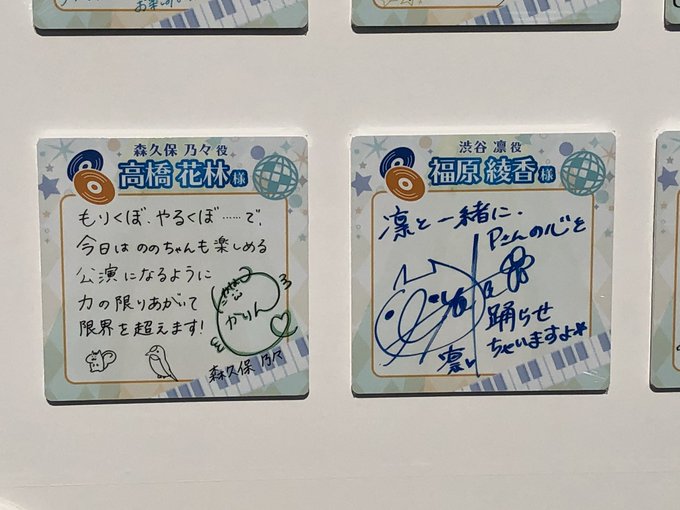 森久保 乃々 役
高橋 花林 様
もりくぼ、やるくぼ……で、
今日は ののちゃんも楽しめる
公演になるように
力の限りあがいて
限界を超えます!
かりん
森久保 乃々
渋谷 凛 役
福原 綾香 様
凛と一緒に、
Pさんの心を
踊らせ
ちゃいますよ
凛